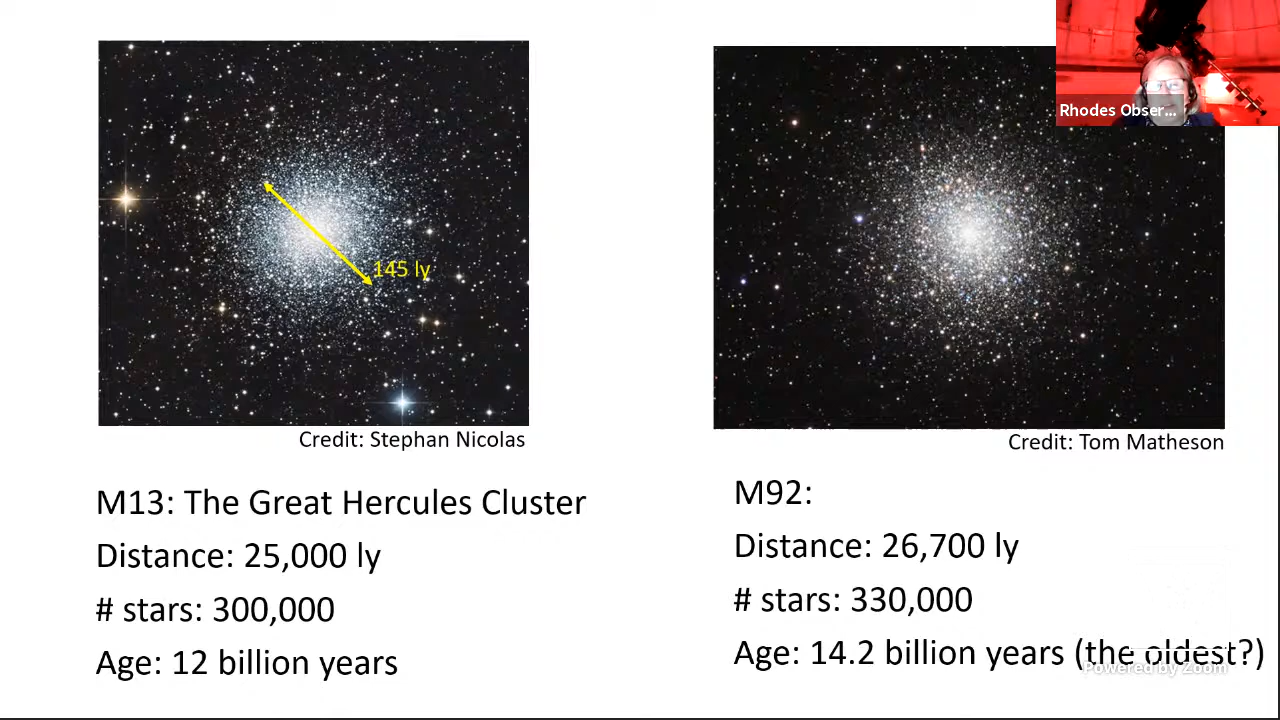 Rhodes Obser...
145 ly
Credit: Stephan Nicolas
Credit: Tom Matheson
M13: The Great Hercules Cluster
Distance: 25,000 ly
# stars: 300,000
Age: 12 billion years
M92:
Distance: 26,700 ly
# stars: 330,000
Age: 14.2 billion years (the oldest?)
Powered by Zoom